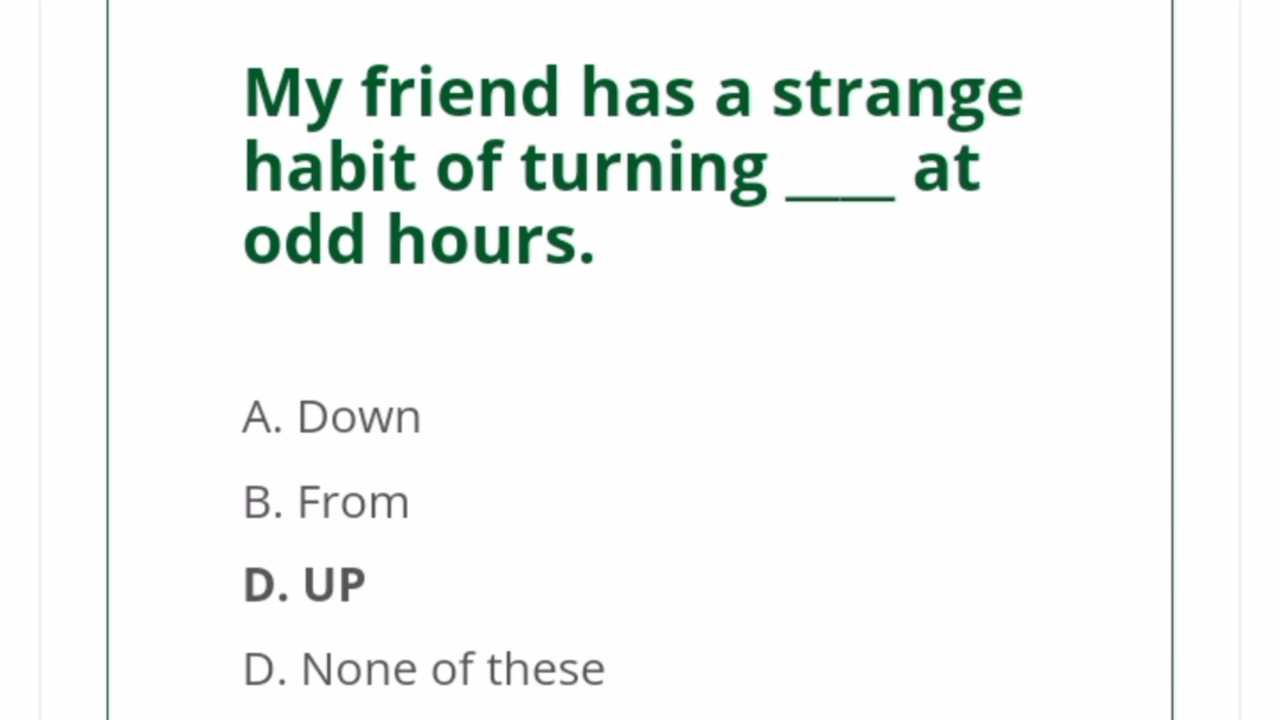 My friend has a strange
habit of turning ____ at
odd hours.
A. Down
B. From
D. UP
D. None of these